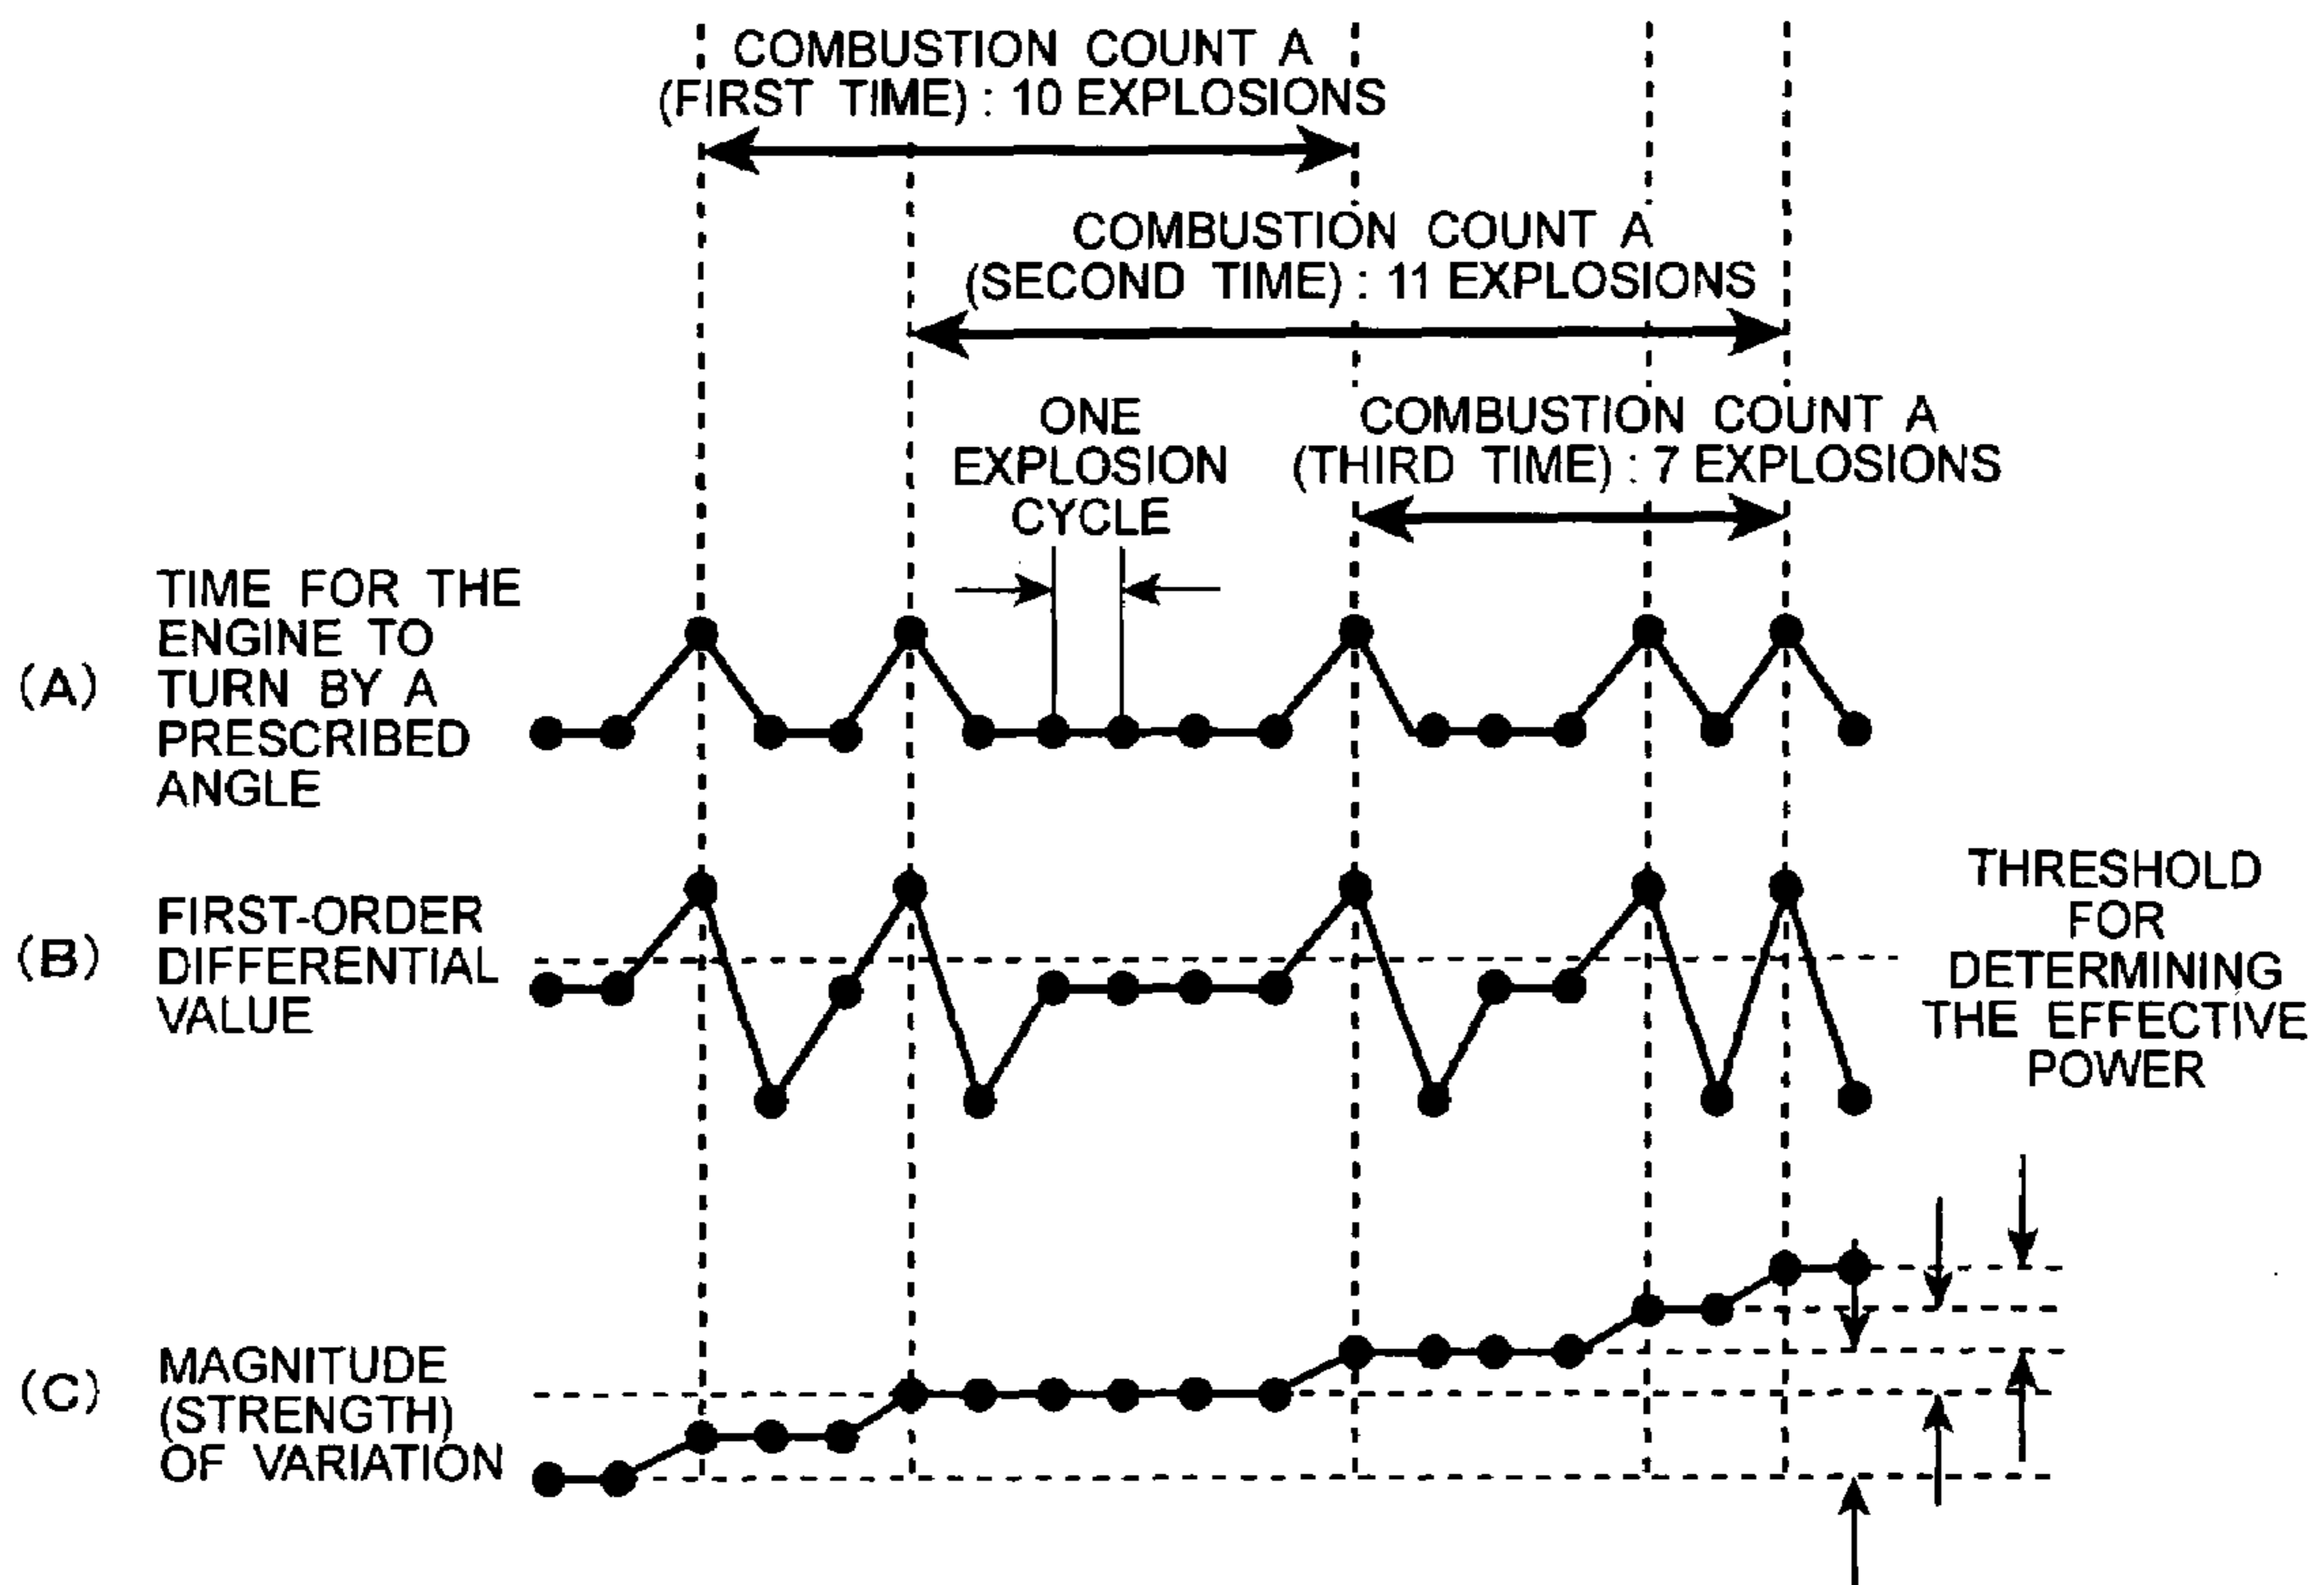 COMBUSTION COUNT A
(FIRST TIME) : 10 EXPLOSIONS
COMBUSTION COUNT A
(SECOND TIME) : 11 EXPLOSIONS
ONE
EXPLOSION
CYCLE
COMBUSTION COUNT A
(THIRD TIME) : 7 EXPLOSIONS
(A)
TIME FOR THE
ENGINE TO
TURN BY A
PRESCRIBED
ANGLE
(B)
FIRST-ORDER
DIFFERENTIAL
VALUE
THRESHOLD
FOR
DETERMINING
THE EFFECTIVE
POWER
(C)
MAGNITUDE
(STRENGTH)
OF VARIATION